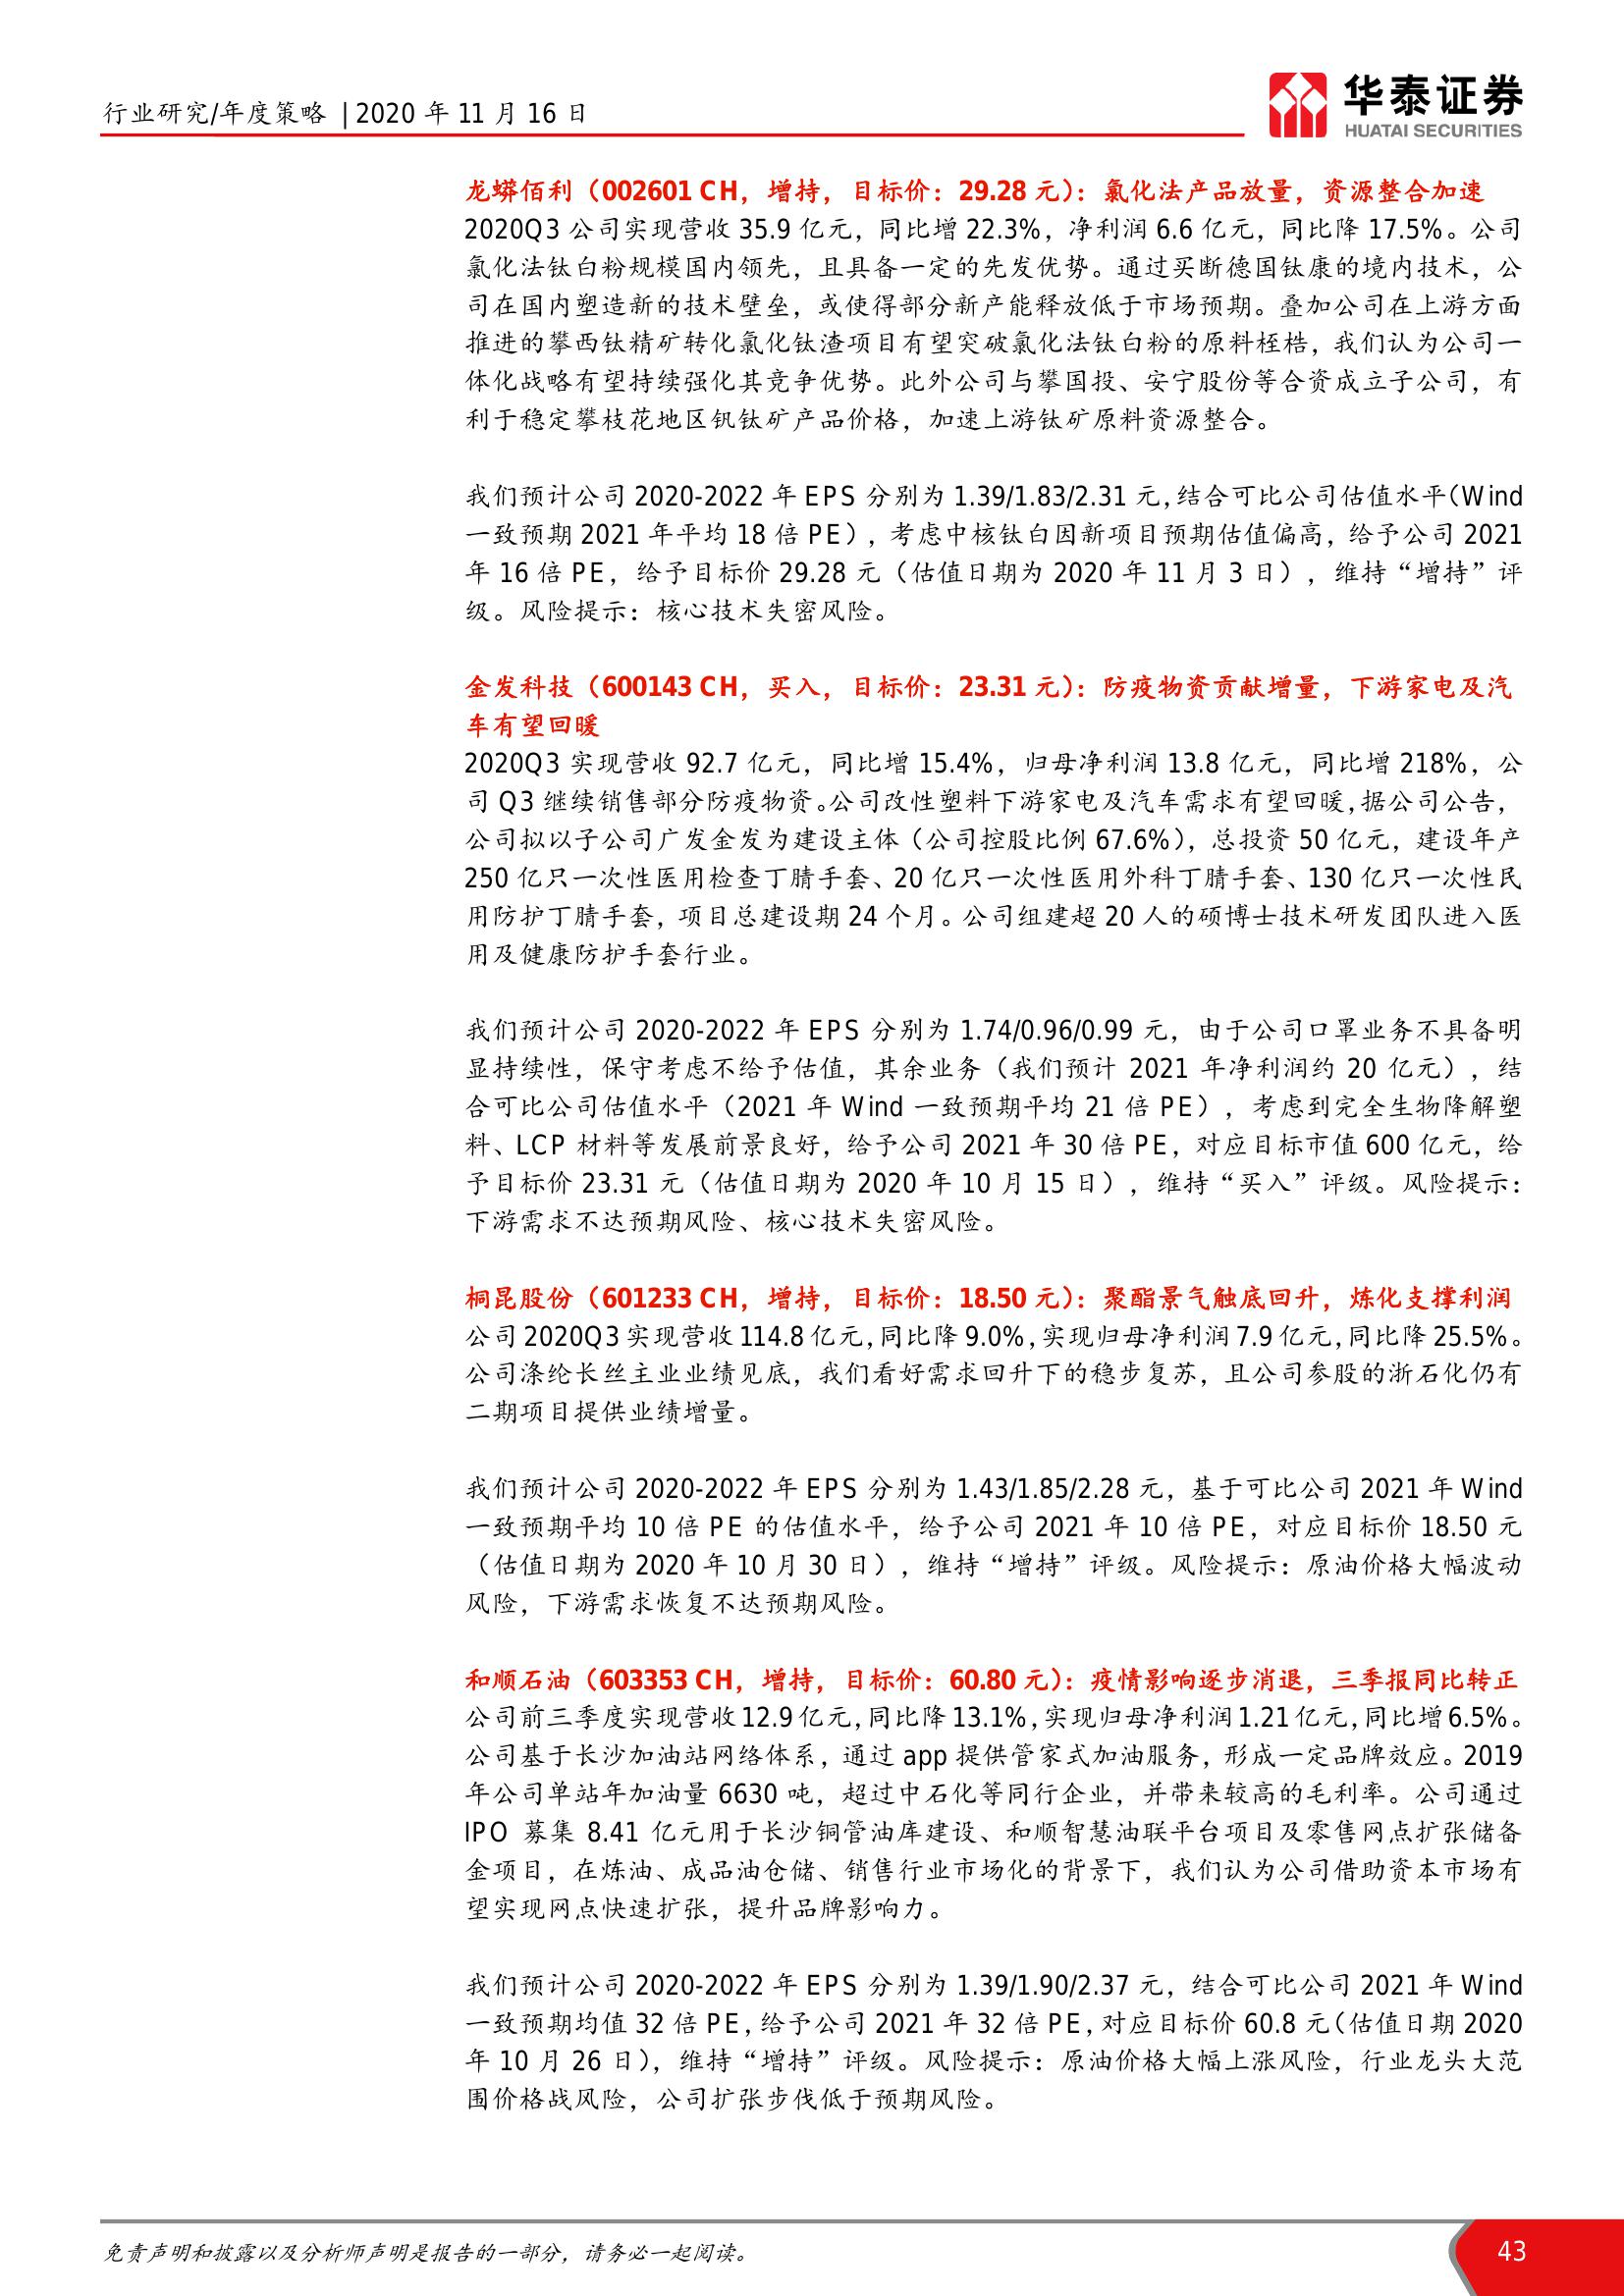 行业研究/年度策略 | 2020 年 11 月 16 日
华泰证券
HUATAI SECURITIES
龙蟒佰利（002601 CH，增持，目标价：29.28 元）：氯化法产品放量，资源整合加速
2020Q3 公司实现营收 35.9 亿元，同比增 22.3%，净利润 6.6 亿元，同比降 17.5%。公司
氯化法钛白粉规模国内领先，且具备一定的先发优势。通过买断德国钛康的境内技术，公
司在国内塑造新的技术壁垒，或使得部分新产能释放低于市场预期。叠加公司在上游方面
推进的攀西钛精矿转化氯化钛渣项目有望突破氯化法钛白粉的原料桎梏，我们认为公司一
体化战略有望持续强化其竞争优势。此外公司与攀国投、安宁股份等合资成立子公司，有
利于稳定攀枝花地区钒钛矿产品价格，加速上游钛矿原料资源整合。
我们预计公司 2020-2022 年 EPS 分别为 1.39/1.83/2.31 元，结合可比公司估值水平（Wind
一致预期 2021 年平均 18 倍 PE），考虑中核钛白因新项目预期估值偏高，给予公司 2021
年 16 倍 PE，给予目标价 29.28 元（估值日期为 2020 年 11 月 3 日），维持“增持”评
级。风险提示：核心技术失密风险。
金发科技（600143 CH，买入，目标价：23.31 元）：防疫物资贡献增量，下游家电及汽
车有望回暖
2020Q3 实现营收 92.7 亿元，同比增 15.4%，归母净利润 13.8 亿元，同比增 218%，公
司 Q3 继续销售部分防疫物资。公司改性塑料下游家电及汽车需求有望回暖，据公司公告，
公司拟以子公司广发金发为建设主体（公司控股比例 67.6%），总投资 50 亿元，建设年产
250 亿只一次性医用检查丁腈手套、20 亿只一次性医用外科丁腈手套、130 亿只一次性民
用防护丁腈手套，项目总建设期 24 个月。公司组建超 20 人的硕博士技术研发团队进入医
用及健康防护手套行业。
我们预计公司 2020-2022 年 EPS 分别为 1.74/0.96/0.99 元，由于公司口罩业务不具备明
显持续性，保守考虑不给予估值，其余业务（我们预计 2021 年净利润约 20 亿元），结
合可比公司估值水平（2021 年 Wind 一致预期平均 21 倍 PE），考虑到完全生物降解塑
料、LCP 材料等发展前景良好，给予公司 2021 年 30 倍 PE，对应目标市值 600 亿元，给
予目标价 23.31 元（估值日期为 2020 年 10 月 15 日），维持“买入”评级。风险提示：
下游需求不达预期风险、核心技术失密风险。
桐昆股份（601233 CH，增持，目标价：18.50 元）：聚酯景气触底回升，炼化支撑利润
公司 2020Q3 实现营收 114.8 亿元，同比降 9.0%，实现归母净利润 7.9 亿元，同比降 25.5%。
公司涤纶长丝主业业绩见底，我们看好需求回升下的稳步复苏，且公司参股的浙石化仍有
二期项目提供业绩增量。
我们预计公司 2020-2022 年 EPS 分别为 1.43/1.85/2.28 元，基于可比公司 2021 年 Wind
一致预期平均 10 倍 PE 的估值水平，给予公司 2021 年 10 倍 PE，对应目标价 18.50 元
（估值日期为 2020 年 10 月 30 日），维持“增持”评级。风险提示：原油价格大幅波动
风险，下游需求恢复不达预期风险。
和顺石油（603353 CH，增持，目标价：60.80 元）：疫情影响逐步消退，三季报同比转正
公司前三季度实现营收 12.9 亿元，同比降 13.1%，实现归母净利润 1.21 亿元，同比增 6.5%。
公司基于长沙加油站网络体系，通过 app 提供管家式加油服务，形成一定品牌效应。2019
年公司单站年加油量 6630 吨，超过中石化等同行企业，并带来较高的毛利率。公司通过
IPO 募集 8.41 亿元用于长沙铜管油库建设、和顺智慧油联平台项目及零售网点扩张储备
金项目，在炼油、成品油仓储、销售行业市场化的背景下，我们认为公司借助资本市场有
望实现网点快速扩张，提升品牌影响力。
我们预计公司 2020-2022 年 EPS 分别为 1.39/1.90/2.37 元，结合可比公司 2021 年 Wind
一致预期均值 32 倍 PE，给予公司 2021 年 32 倍 PE，对应目标价 60.8 元（估值日期 2020
年 10 月 26 日），维持“增持”评级。风险提示：原油价格大幅上涨风险，行业龙头大范
围价格战风险，公司扩张步伐低于预期风险。
免责声明和披露以及分析师声明是报告的一部分，请务必一起阅读。
43